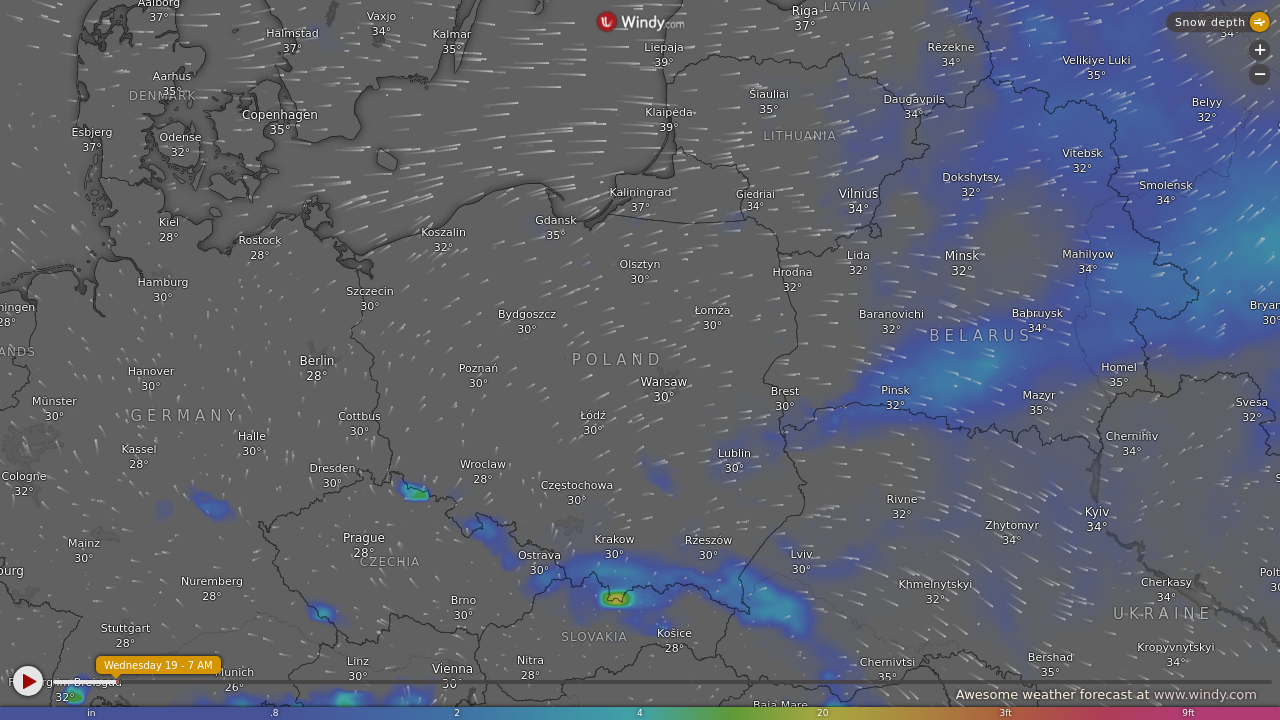 Aalborg
37°
Vaxjo
34°
Halmstad
37°
Kalmar
35°
Windy.com
Liepaja
39°
Riga
37°
LATVIA
Rēzekne
34°
Snow depth
34°
+
−
Velikiye Luki
35°
Aarhus
35°
DENMARK
Copenhagen
35°
Esbjerg
37°
Odense
32°
Klaipėda
39°
Šiauliai
35°
LITHUANIA
Daugavpils
34°
Belyy
32°
Vitebsk
32°
Kiel
28°
Rostock
28°
Koszalin
32°
Gdansk
35°
Kaliningrad
37°
Giedriai
34°
Vilnius
34°
Dokshytsy
32°
Smolensk
34°
Hamburg
30°
Szczecin
30°
Olsztyn
30°
Hrodna
32°
Lida
32°
Minsk
32°
Mahilyow
34°
ningen
28°
Bydgoszcz
30°
Łomża
30°
Baranovichi
32°
Babruysk
34°
Bryan
30°
BELARUS
ANDS
Hanover
30°
Berlin
28°
Poznań
30°
POLAND
Warsaw
30°
Brest
30°
Pinsk
32°
Homel
35°
Mazyr
35°
Münster
30°
GERMANY
Cottbus
30°
Łódź
30°
Svesa
32°
Kassel
28°
Halle
30°
Chernihiv
34°
Cologne
32°
Dresden
30°
Wroclaw
28°
Częstochowa
30°
Lublin
30°
Rivne
32°
Zhytomyr
34°
Kyiv
34°
Mainz
30°
Prague
28°
CZECHIA
Ostrava
30°
Krakow
30°
Rzeszów
30°
Lviv
30°
burg
Nuremberg
28°
Brno
30°
Khmelnytskyi
32°
Cherkasy
34°
Polt
30
UKRAINE
Stuttgart
28°
SLOVAKIA
Košice
28°
Kropyvnytskyi
34°
Wednesday 19 - 7 AM
Munich
26°
Linz
30°
Vienna
30°
Nitra
28°
Chernivtsi
35°
Bershad
35°
32°
Baia Mare
Awesome weather forecast at www.windy.com
in .8 2 4 20 3ft 9ft